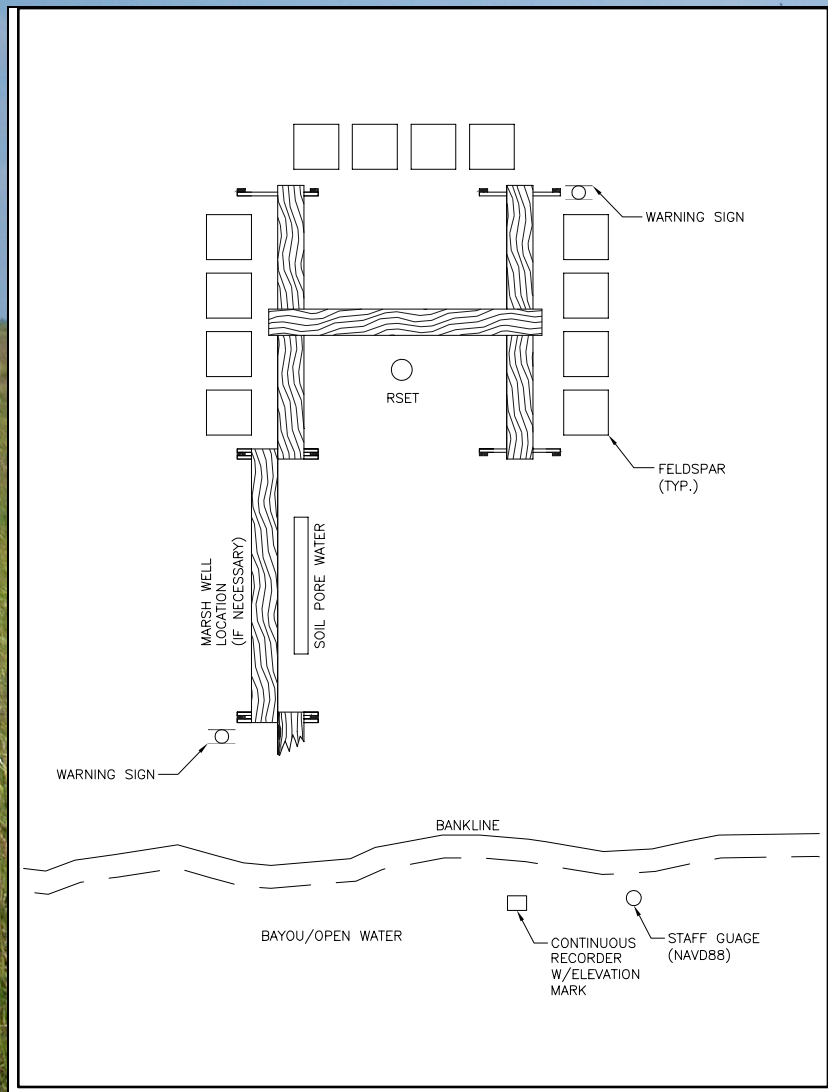 WARNING SIGN
RSET
FELDSPAR
(TYP.)
MARSH WELL
LOCATION
(IF NECESSARY)
SOIL PORE WATER
WARNING SIGN
BANKLINE
BAYOU/OPEN WATER
CONTINUOUS
RECORDER
W/ELEVATION
MARK
STAFF GUAGE
(NAVD88)